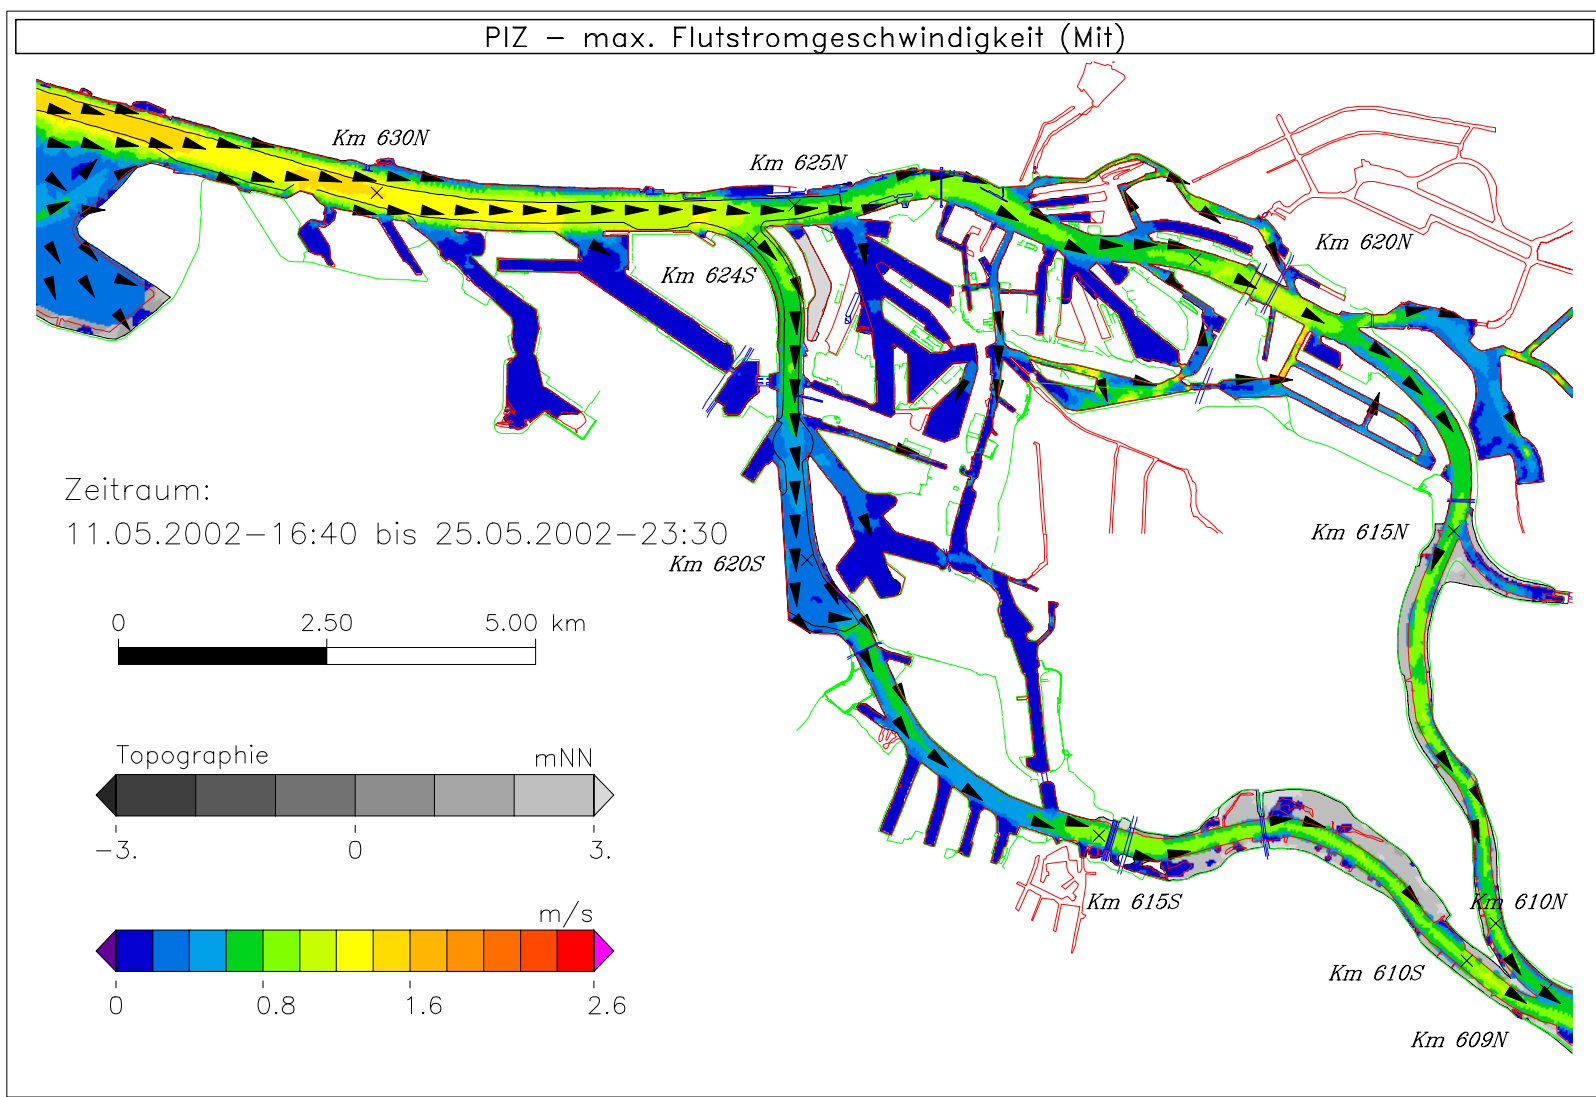 PIZ - max. Flutstromgeschwindigkeit (Mit)
Km 630N
Km 625N
Km 620N
Km 624S
Zeitraum:
11.05.2002-16:40 bis 25.05.2002-23:30
Km 615N
Km 620S
0 2.50 5.00 km
Topographie mNN
-3. 0 3.
Km 615S
Km 610N
m/s
Km 610S
0 0.8 1.6 2.6
Km 609N